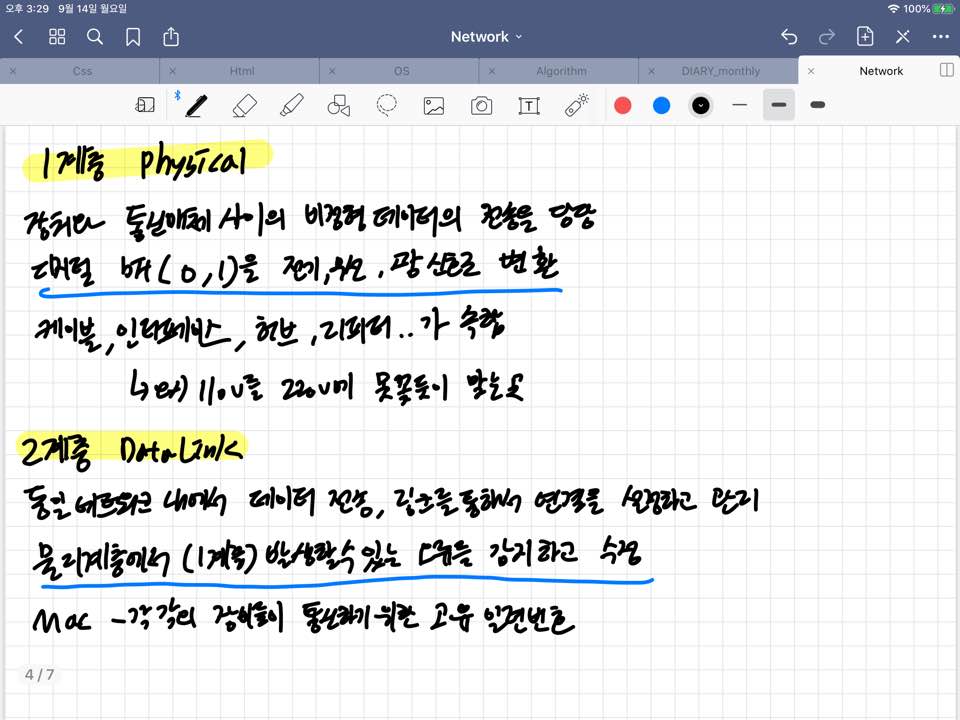 오후 3:29 9월 14일 월요일 100%
Network
Css Html OS Algorithm DIARY_monthly Network
1계층 Physical
장치와 통신매체 사이의 비정형 데이터의 전송을 담당
디지털 bit (0,1)을 전기, 무선, 광 신호로 변환
케이블, 인터페이스, 허브, 리피터.. 가 속함
↳ 110V를 220V에 못꽂듯이 맞는
2계층 DataLink
동일 네트워크 내에서 데이터 전송, 링크를 통해서 연결을 설정하고 관리
물리계층에서 (1계층) 발생할 수 있는 오류를 감지하고 수정
Mac - 각각의 장비들이 통신하기 위한 고유 일련번호
4 / 7